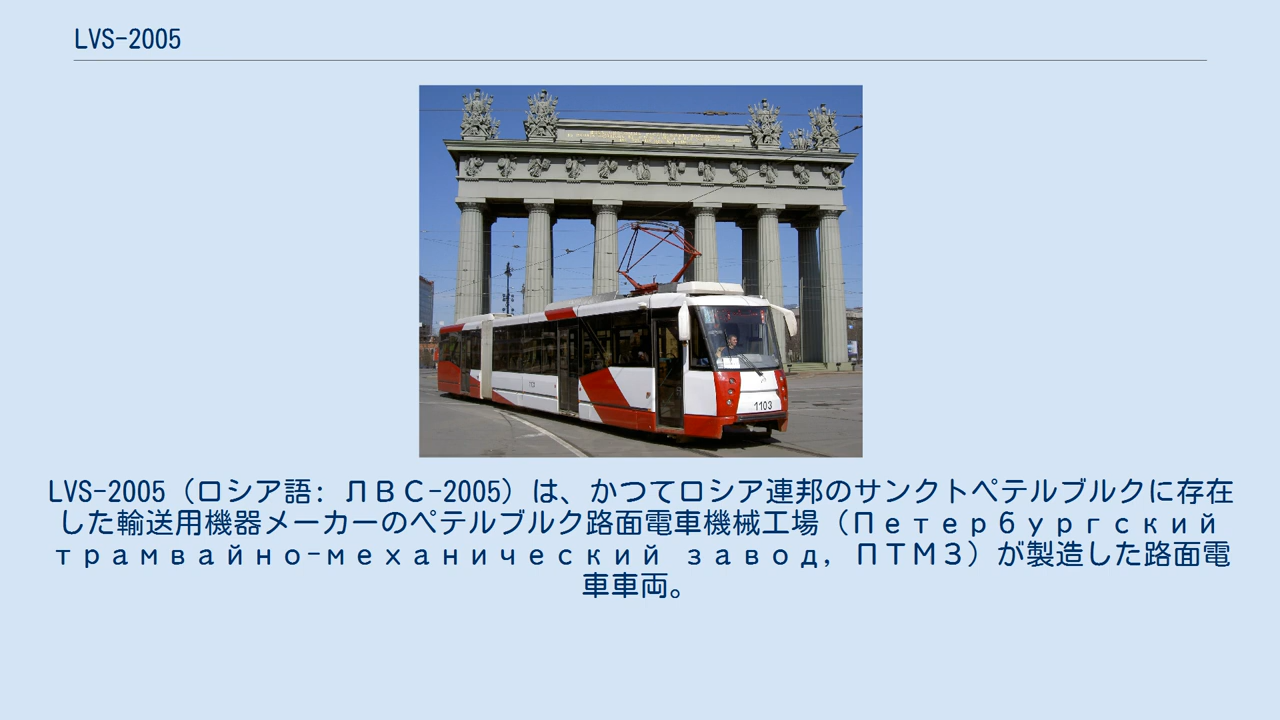 LVS-2005
1103
LVS-2005（ロシア語: ЛВС-2005）は、かつてロシア連邦のサンクトペテルブルクに存在
した輸送用機器メーカーのペテルブルク路面電車機械工場（Петербургский
трамвайно-механический завод, ПТМЗ）が製造した路面電
車車両。